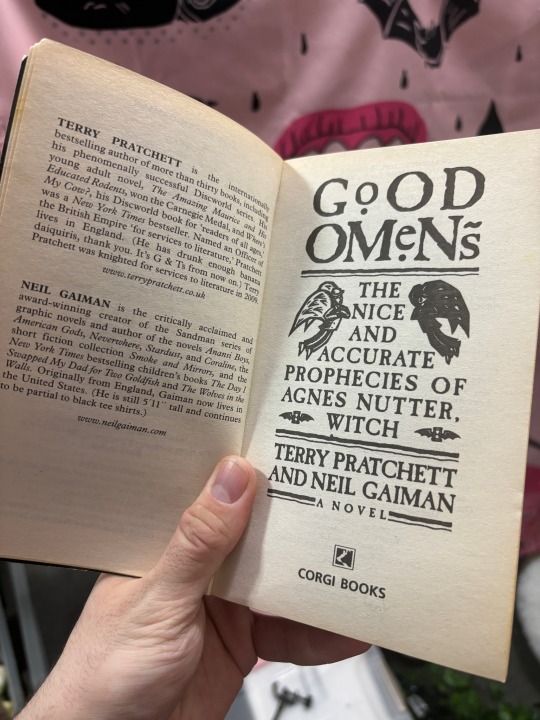 TERRY PRATCHETT is the internationally
bestselling author of more than thirty books, including
his phenomenally successful Discworld series. His
young adult novel, The Amazing Maurice and His
Educated Rodents, won the Carnegie Medal, and Where's
My Cow?, his Discworld book for 'readers of all ages,'
was a New York Times bestseller. Named an Officer of
the British Empire 'for services to literature,' Pratchett
lives in England. (He has drunk enough banana
daiquiris, thank you. It's G & Ts from now on.) Terry
Pratchett was knighted for services to literature in 2009.
www.terrypratchett.co.uk
NEIL GAIMAN is the critically acclaimed and
award-winning creator of the Sandman series of
graphic novels and author of the novels Anansi Boys,
American Gods, Neverwhere, Stardust, and Coraline, the
short fiction collection Smoke and Mirrors, and the
New York Times bestselling children's books The Day I
Swapped My Dad for Two Goldfish and The Wolves in the
Walls. Originally from England, Gaiman now lives in
the United States. (He is still 5'11" tall and continues
to be partial to black tee shirts.)
www.neilgaiman.com
GOOD
OMENS
THE
NICE
AND
ACCURATE
PROPHECIES OF
AGNES NUTTER,
WITCH
TERRY PRATCHETT
AND NEIL GAIMAN
A NOVEL
CORGI BOOKS